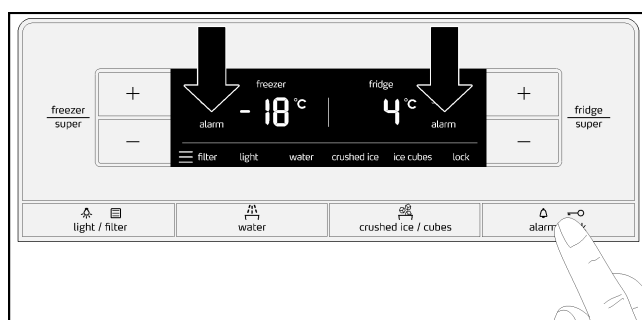 freezer
super
+
−
freezer
fridge
alarm
- 18 °C
4 °C
alarm
filter
light
water
crushed ice
ice cubes
lock
+
−
fridge
super
light / filter
water
crushed ice / cubes
alarm